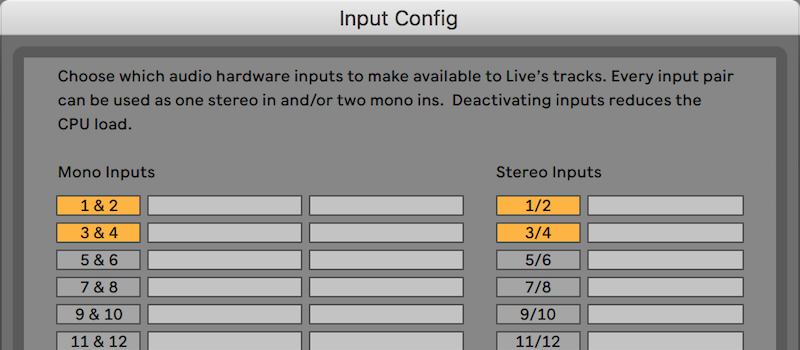 Input Config
Choose which audio hardware inputs to make available to Live's tracks. Every input pair
can be used as one stereo in and/or two mono ins.  Deactivating inputs reduces the
CPU load.
Mono Inputs
Stereo Inputs
1 & 2
1/2
3 & 4
3/4
5 & 6
5/6
7 & 8
7/8
9 & 10
9/10
11 & 12
11/12